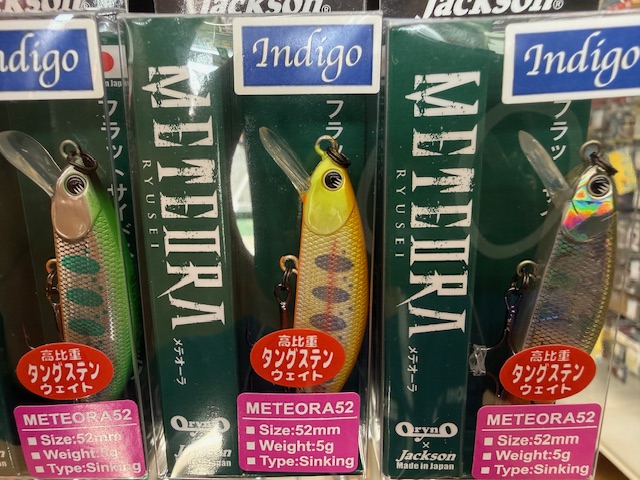 Jackson®
Jackson®
Indigo
Indigo
Indigo
METEORA
RYUSEI
メテオーラ
METEORA
RYUSEI
メテオーラ
フラットサイド
フラ
フラッ
高比重
タングステン
ウェイト
高比重
タングステン
ウェイト
高比重
タングステン
ウェイト
METEORA52
Size:52mm
Weight:5g
Type:Sinking
METEORA52
Size:52mm
Weight:5g
Type:Sinking
METEORA52
Size:52mm
Weight:5g
Type:Sinking
OrynO
×
Jackson
Made in Japan